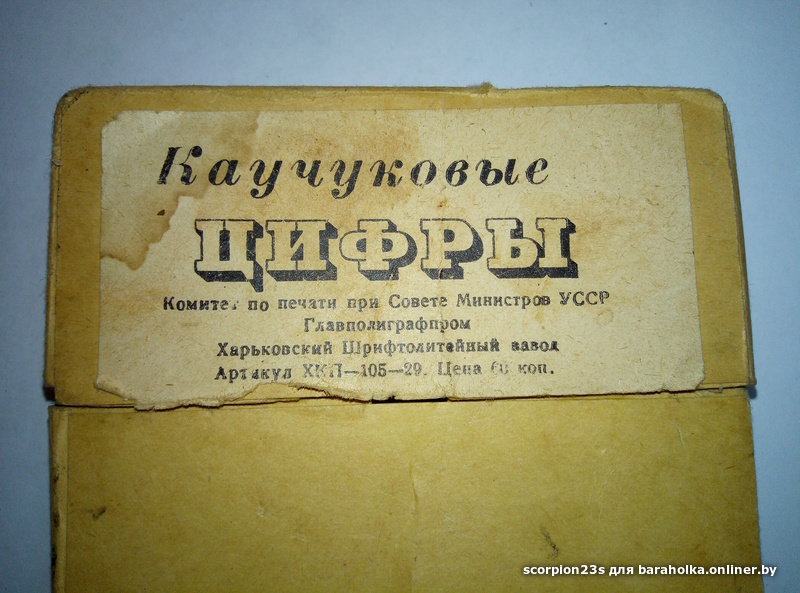 Каучуковые
ЦИФРЫ
Комитет по печати при Совете Министров УССР
Главполиграфпром
Харьковский Шрифтолитейный завод
Артикул ХКП—105—29. Цена 60 коп.
scorpion23s для baraholka.onliner.by